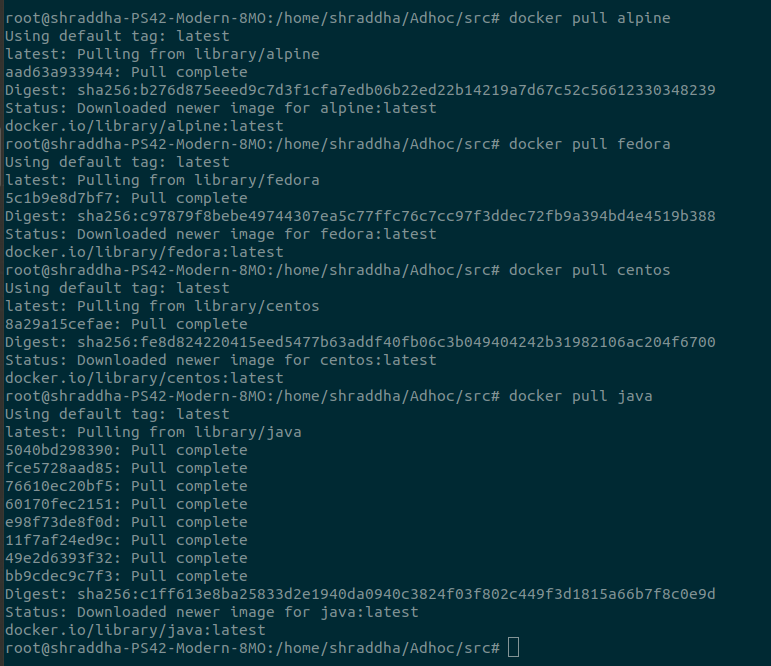 root@shraddha-PS42-Modern-8MO:/home/shraddha/Adhoc/src# docker pull alpine
Using default tag: latest
latest: Pulling from library/alpine
aad63a933944: Pull complete
Digest: sha256:b276d875eeed9c7d3f1cfa7edb06b22ed22b14219a7d67c52c56612330348239
Status: Downloaded newer image for alpine:latest
docker.io/library/alpine:latest
root@shraddha-PS42-Modern-8MO:/home/shraddha/Adhoc/src# docker pull fedora
Using default tag: latest
latest: Pulling from library/fedora
5c1b9e8d7bf7: Pull complete
Digest: sha256:c97879f8bebe49744307ea5c77ffc76c7cc97f3ddec72fb9a394bd4e4519b388
Status: Downloaded newer image for fedora:latest
docker.io/library/fedora:latest
root@shraddha-PS42-Modern-8MO:/home/shraddha/Adhoc/src# docker pull centos
Using default tag: latest
latest: Pulling from library/centos
8a29a15cefae: Pull complete
Digest: sha256:fe8d824220415eed5477b63addf40fb06c3b049404242b31982106ac204f6700
Status: Downloaded newer image for centos:latest
docker.io/library/centos:latest
root@shraddha-PS42-Modern-8MO:/home/shraddha/Adhoc/src# docker pull java
Using default tag: latest
latest: Pulling from library/java
5040bd298390: Pull complete
fce5728aad85: Pull complete
76610ec20bf5: Pull complete
60170fec2151: Pull complete
e98f73de8f0d: Pull complete
11f7af24ed9c: Pull complete
49e2d6393f32: Pull complete
bb9cdec9c7f3: Pull complete
Digest: sha256:c1ff613e8ba25833d2e1940da0940c3824f03f802c449f3d1815a66b7f8c0e9d
Status: Downloaded newer image for java:latest
docker.io/library/java:latest
root@shraddha-PS42-Modern-8MO:/home/shraddha/Adhoc/src#